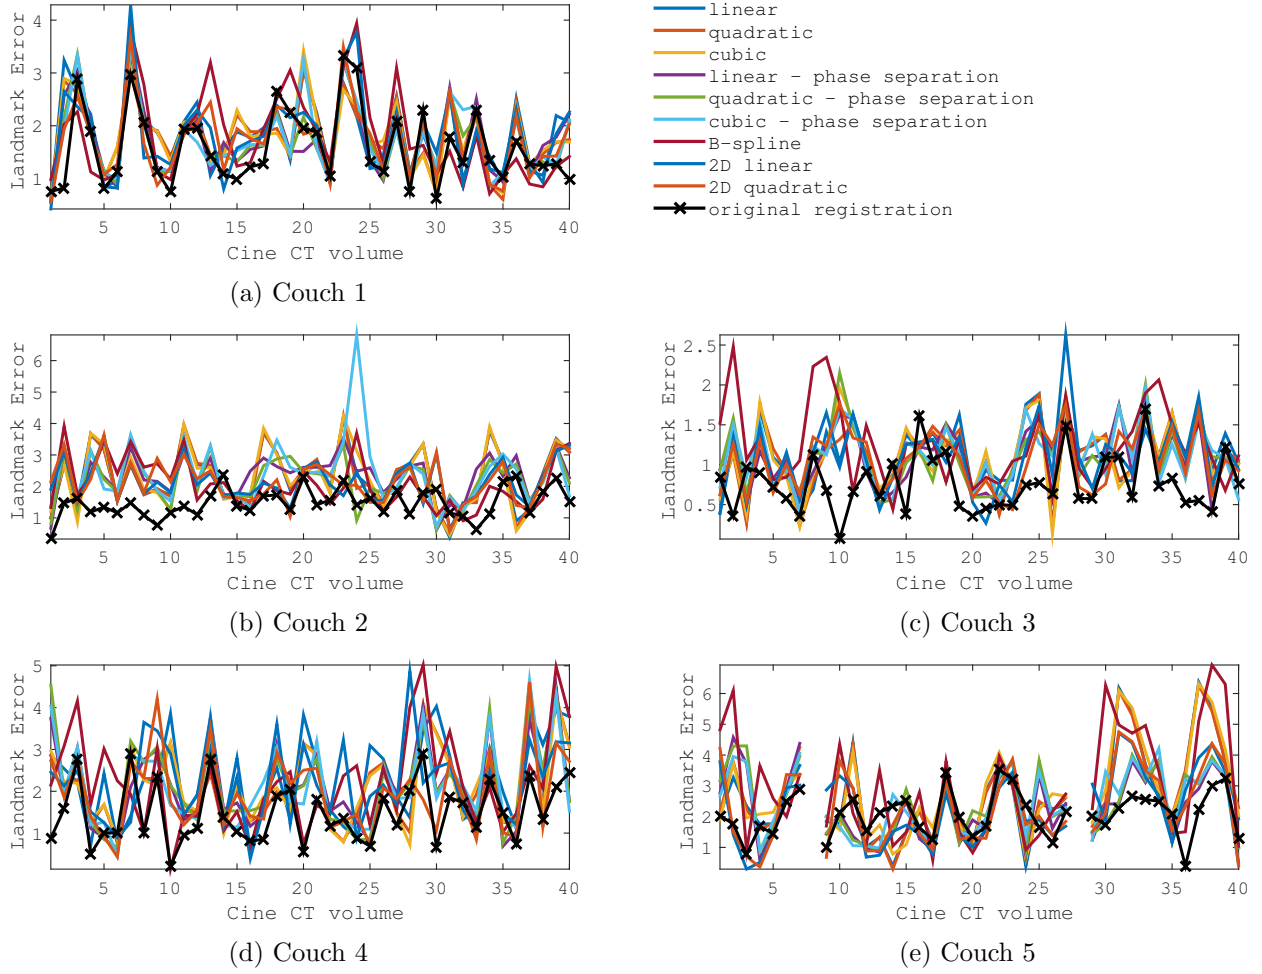 Landmark Error
4
3
2
1
5 10 15 20 25 30 35 40
Cine CT volume
(a) Couch 1
linear
quadratic
cubic
linear - phase separation
quadratic - phase separation
cubic - phase separation
B-spline
2D linear
2D quadratic
original registration
Landmark Error
6
5
4
3
2
1
5 10 15 20 25 30 35 40
Cine CT volume
(b) Couch 2
Landmark Error
2.5
2
1.5
1
0.5
5 10 15 20 25 30 35 40
Cine CT volume
(c) Couch 3
Landmark Error
5
4
3
2
1
5 10 15 20 25 30 35 40
Cine CT volume
(d) Couch 4
Landmark Error
6
5
4
3
2
1
5 10 15 20 25 30 35 40
Cine CT volume
(e) Couch 5